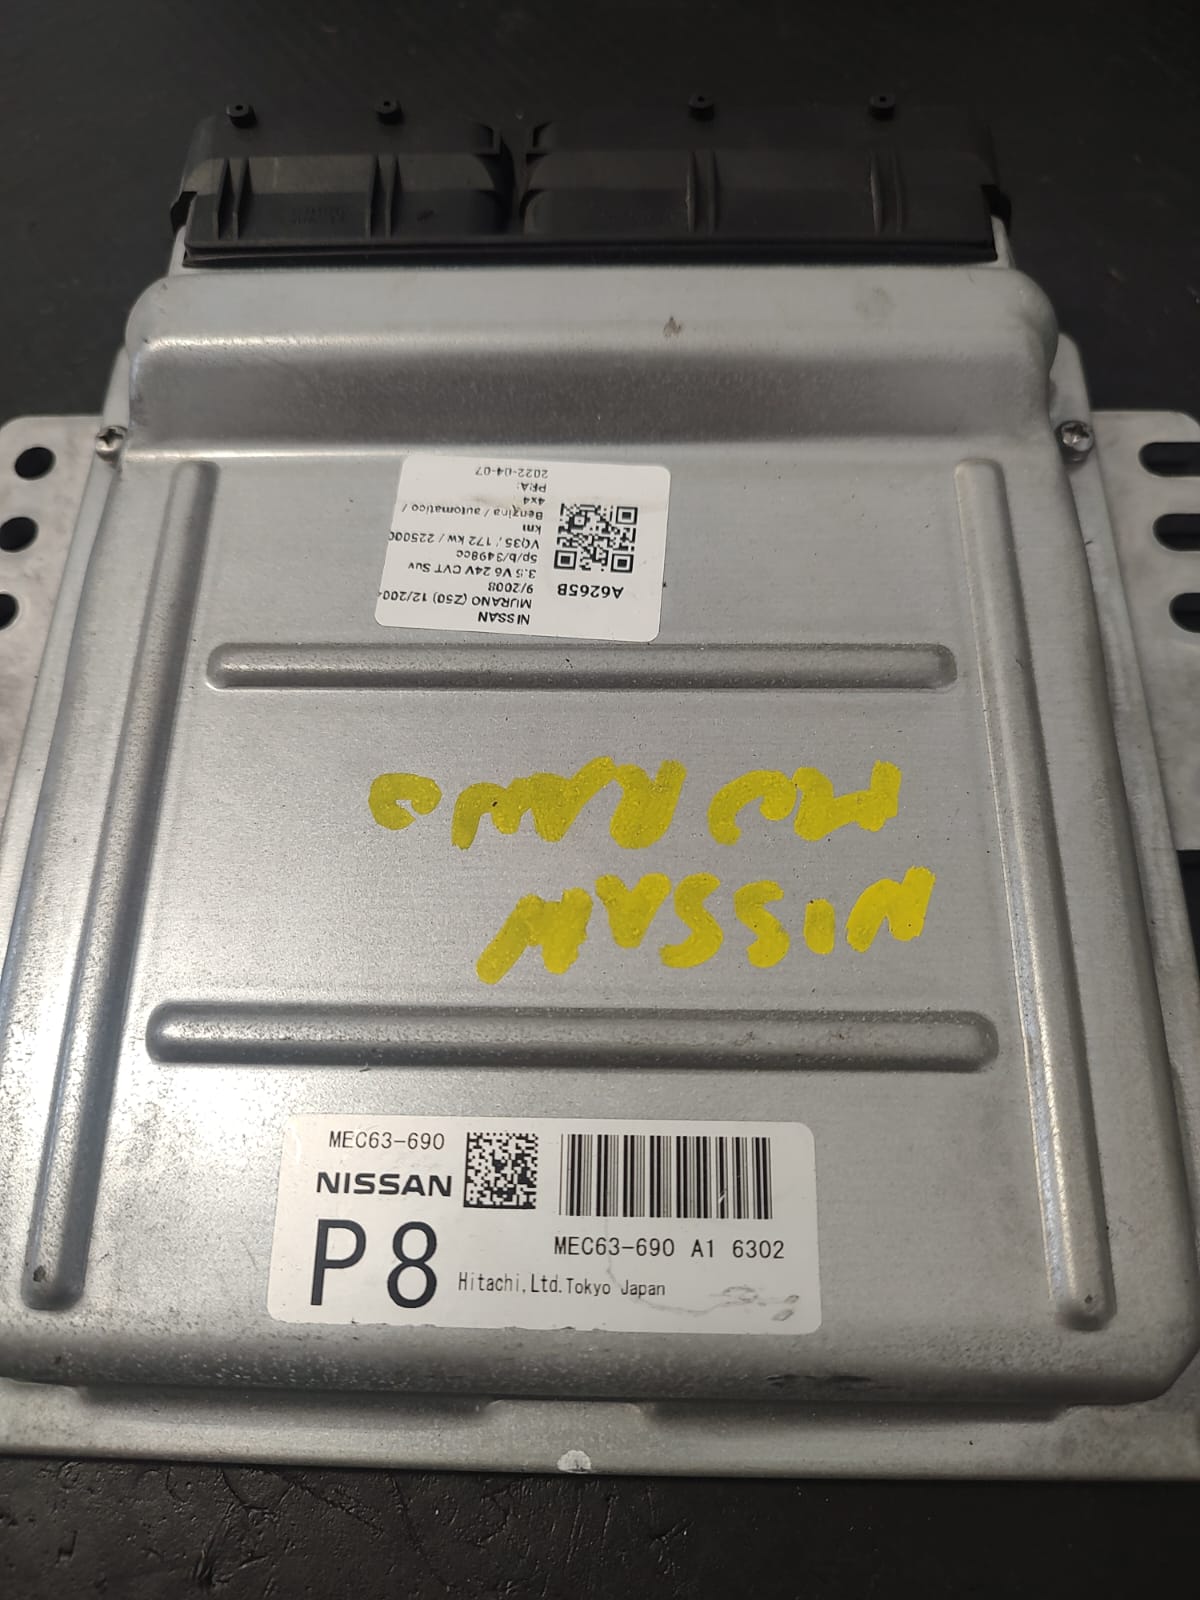 A6265B
NISSAN
MURANO (Z50) 12/200
9/2008
3.5 V6 24V CVT Suv
5p/b/3498cc
VQ35 / 172 kw / 225000
km
Benzina / automatico /
4x4
PRA:
2022-04-07
NISSAN
MURANO
MEC63-690
NISSAN
P8
MEC63-690 A1 6302
Hitachi,Ltd.Tokyo Japan